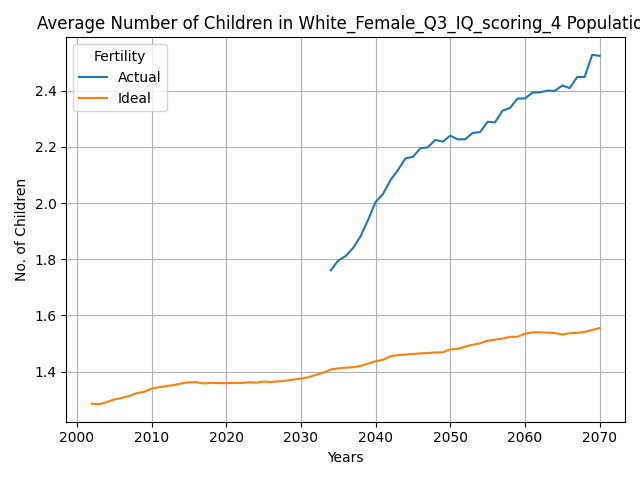 Average Number of Children in White_Female_Q3_IQ_scoring_4 Populatio
Fertility
Actual
Ideal
No. of Children
2.4
2.2
2.0
1.8
1.6
1.4
2000 2010 2020 2030 2040 2050 2060 2070
Years